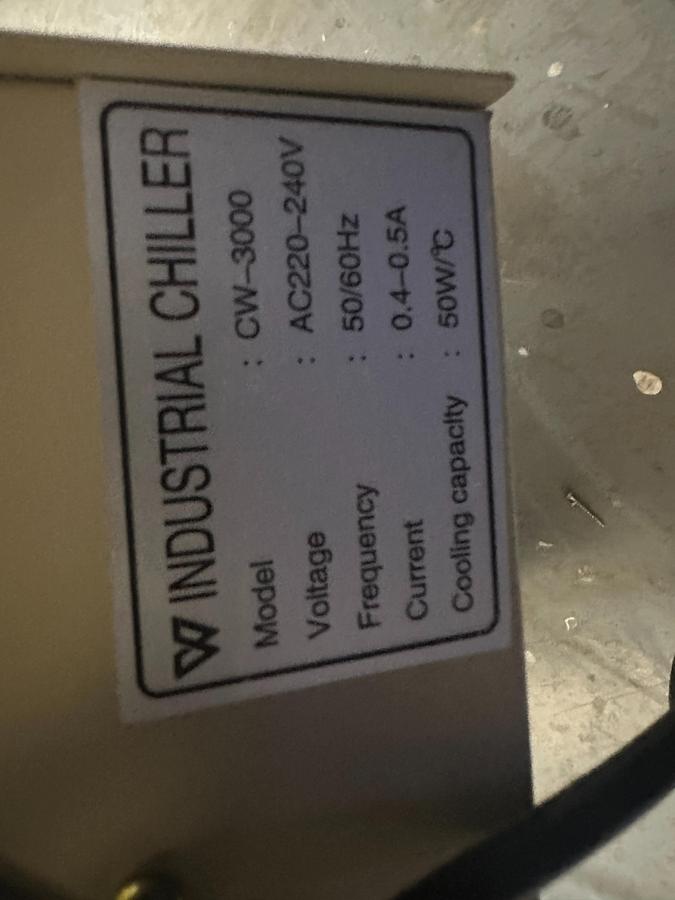 W INDUSTRIAL CHILLER
Model : CW-3000
Voltage : AC220-240V
Frequency : 50/60Hz
Current : 0.4-0.5A
Cooling capacity : 50W/℃